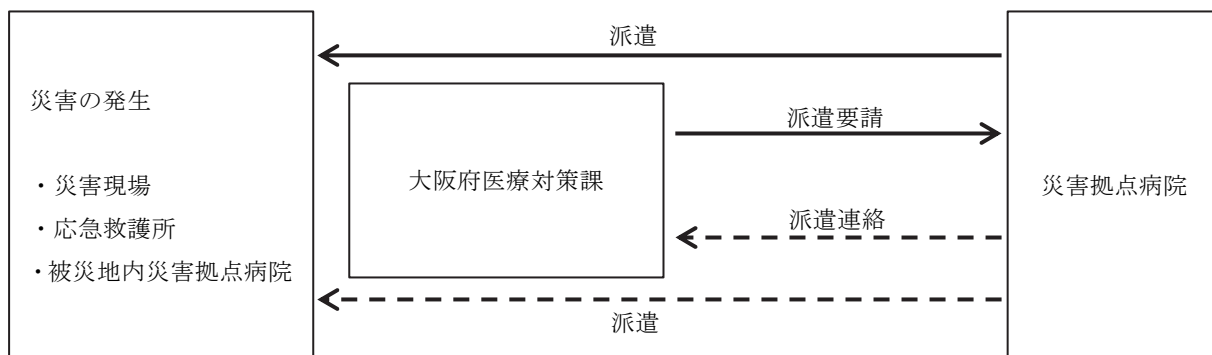 派遣
災害の発生
・災害現場
・応急救護所
・被災地内災害拠点病院
大阪府医療対策課
派遣要請
派遣連絡
災害拠点病院
派遣